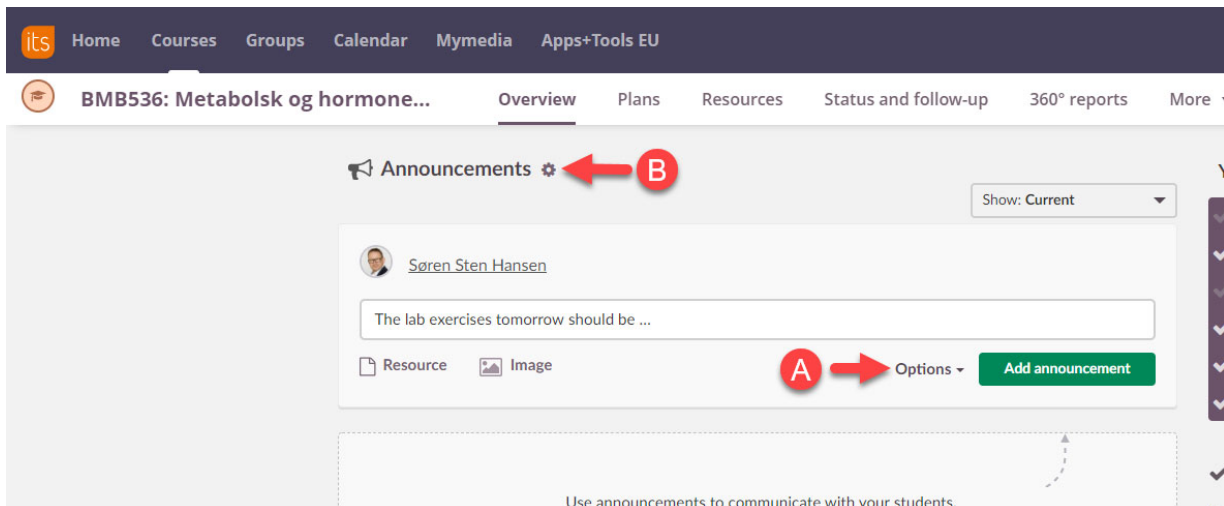 its Home Courses Groups Calendar Mymedia Apps+Tools EU
BMB536: Metabolsk og hormone... Overview Plans Resources Status and follow-up 360° reports More
Announcements B
Show: Current
Søren Sten Hansen
The lab exercises tomorrow should be ...
Resource Image A Options Add announcement
Use announcements to communicate with your students.